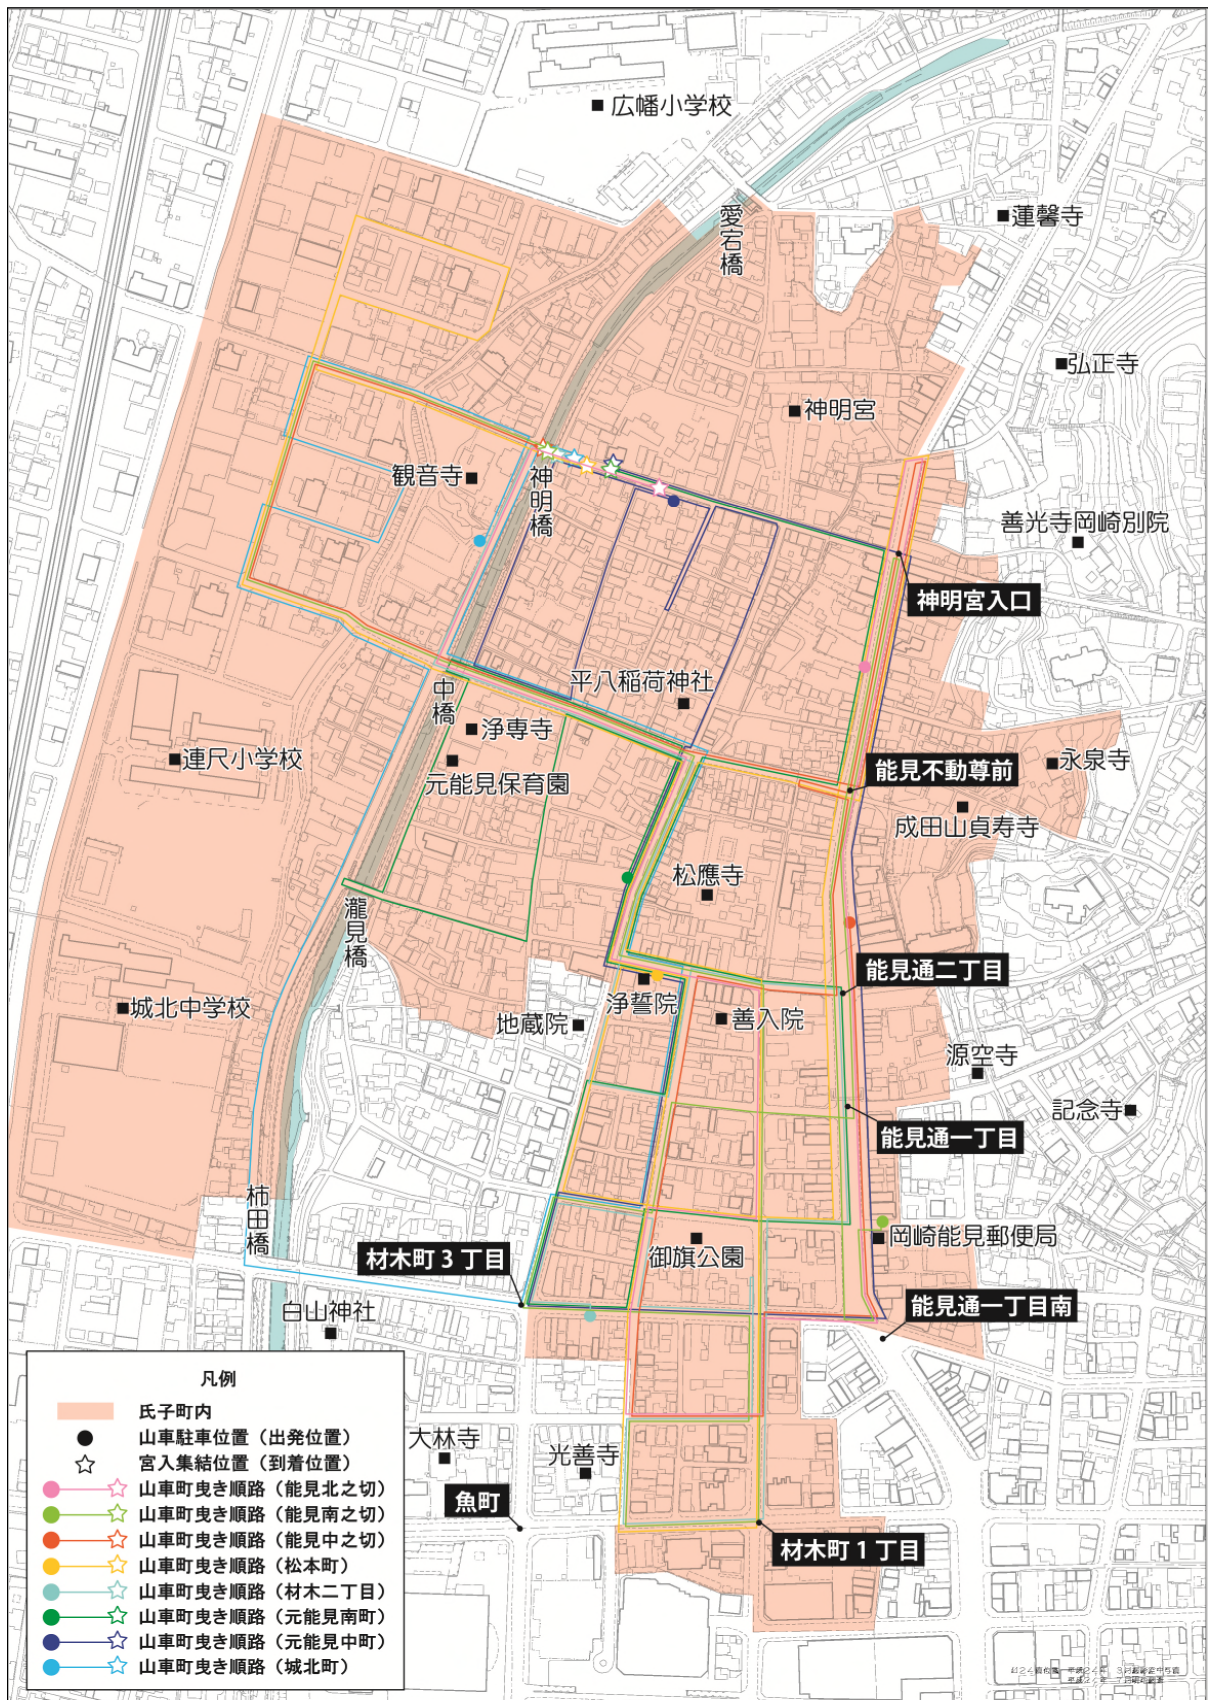 広幡小学校
愛宕橋
蓮馨寺
弘正寺
神明宮
観音寺
神明橋
善光寺岡崎別院
神明宮入口
平八稲荷神社
中橋
浄専寺
元能見保育園
連尺小学校
能見不動尊前
永泉寺
成田山貞寿寺
松應寺
瀧見橋
能見通二丁目
浄誓院
善入院
地蔵院
城北中学校
源空寺
記念寺
能見通一丁目
柿田橋
岡崎能見郵便局
御旗公園
材木町3丁目
能見通一丁目南
白山神社
大林寺
光善寺
魚町
材木町1丁目
凡例
氏子町内
山車駐車位置（出発位置）
宮入集結位置（到着位置）
山車町曳き順路（能見北之切）
山車町曳き順路（能見南之切）
山車町曳き順路（能見中之切）
山車町曳き順路（松本町）
山車町曳き順路（材木二丁目）
山車町曳き順路（元能見南町）
山車町曳き順路（元能見中町）
山車町曳き順路（城北町）